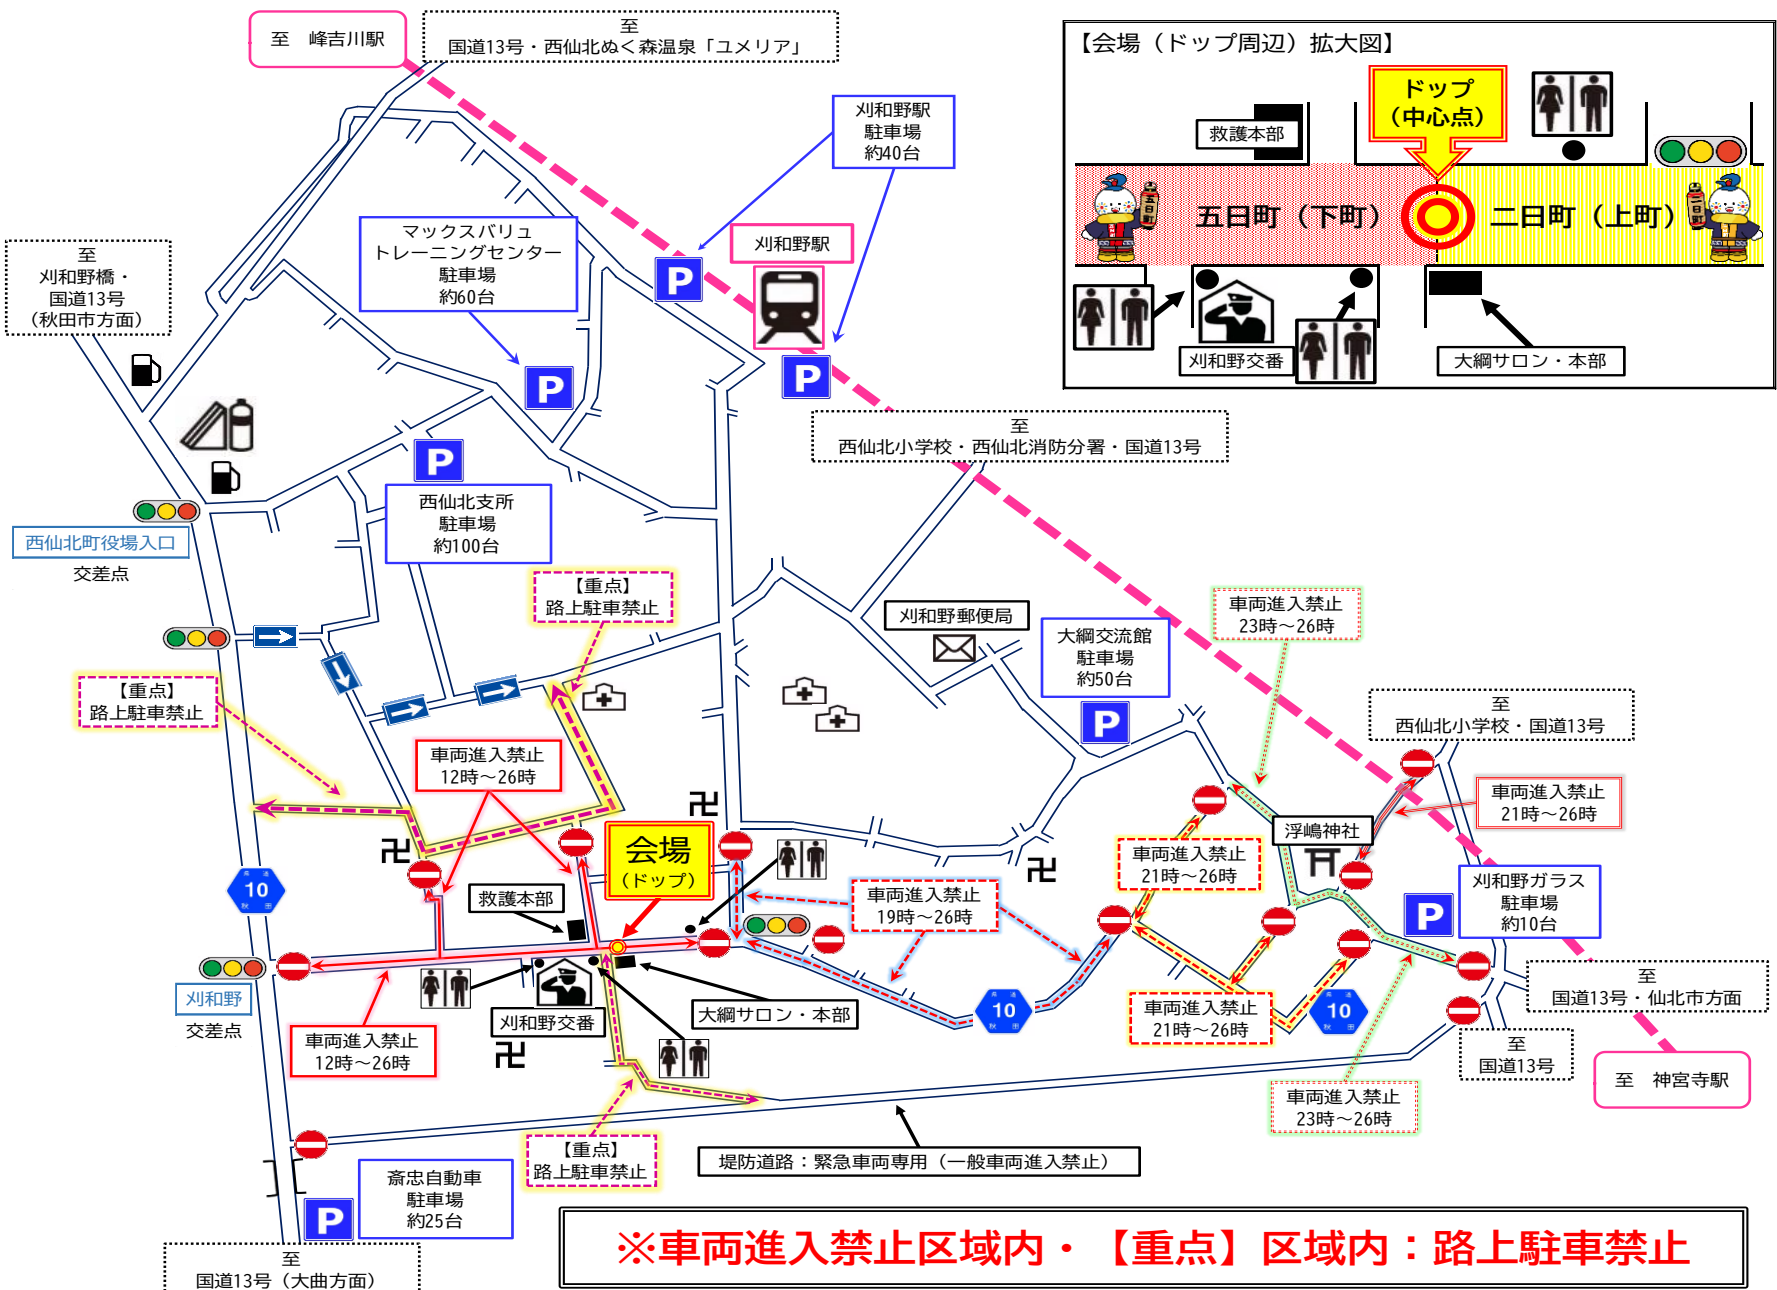 至　峰吉川駅
至
国道13号・西仙北ぬく森温泉「ユメリア」
【会場（ドップ周辺）拡大図】
ドップ
（中心点）
救護本部
五日町
五日町（下町）
二日町（上町）
二日町
刈和野交番
大綱サロン・本部
刈和野駅
駐車場
約40台
マックスバリュ
トレーニングセンター
駐車場
約60台
刈和野駅
至
刈和野橋・
国道13号
（秋田市方面）
P
P
P
P
至
西仙北小学校・西仙北消防分署・国道13号
西仙北支所
駐車場
約100台
西仙北町役場入口
交差点
【重点】
路上駐車禁止
車両進入禁止
23時～26時
刈和野郵便局
大綱交流館
駐車場
約50台
P
【重点】
路上駐車禁止
至
西仙北小学校・国道13号
車両進入禁止
12時～26時
車両進入禁止
21時～26時
浮嶋神社
会場
（ドップ）
車両進入禁止
21時～26時
県道
10
秋田
救護本部
車両進入禁止
19時～26時
刈和野ガラス
駐車場
約10台
P
刈和野
交差点
大綱サロン・本部
刈和野交番
県道
10
秋田
車両進入禁止
21時～26時
県道
10
秋田
至
国道13号・仙北市方面
車両進入禁止
12時～26時
至
国道13号
至　神宮寺駅
車両進入禁止
23時～26時
【重点】
路上駐車禁止
堤防道路：緊急車両専用（一般車両進入禁止）
斎忠自動車
駐車場
約25台
P
至
国道13号（大曲方面）
※車両進入禁止区域内・【重点】区域内：路上駐車禁止